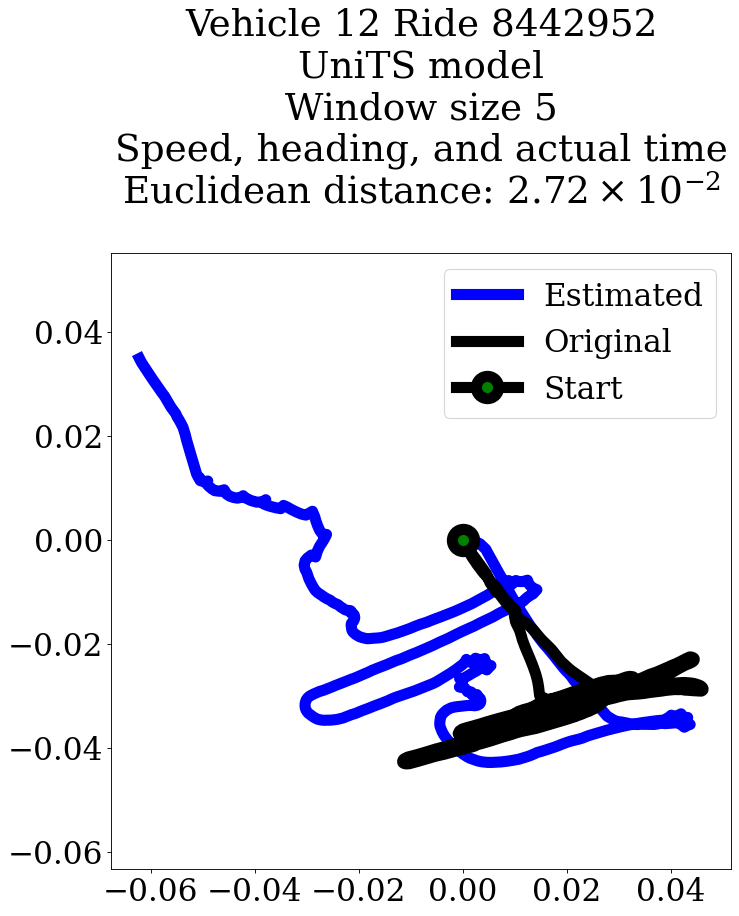 Vehicle 12 Ride 8442952
UniTS model
Window size 5
Speed, heading, and actual time
Euclidean distance: 2.72 × 10⁻²
Estimated
Original
Start
0.04
0.02
0.00
−0.02
−0.04
−0.06
−0.06 −0.04 −0.02 0.00 0.02 0.04